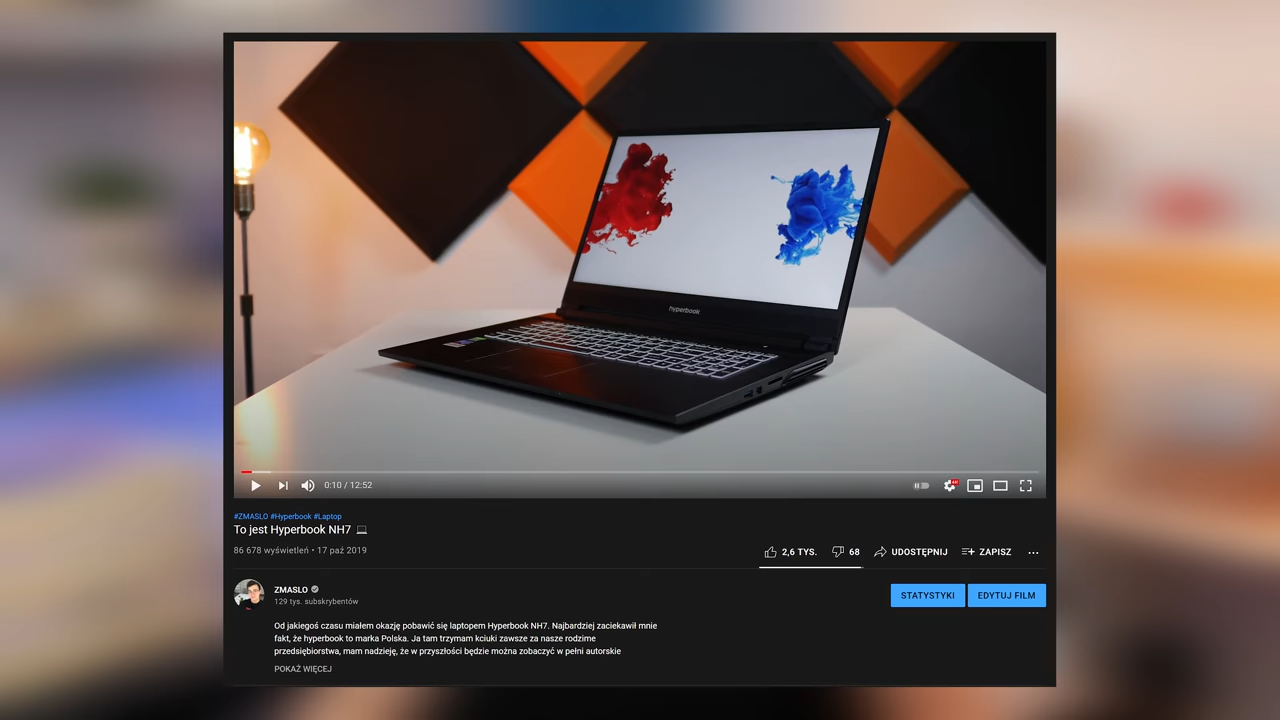 hyperbook
0:10 / 12:52
#ZMASLO #Hyperbook #Laptop
To jest Hyperbook NH7
86 678 wyświetleń • 17 paź 2019
2,6 TYS.
68
UDOSTĘPNIJ
ZAPISZ
ZMASLO
129 tys. subskrybentów
STATYSTYKI
EDYTUJ FILM
Od jakiegoś czasu miałem okazję pobawić się laptopem Hyperbook NH7. Najbardziej zaciekawił mnie
fakt, że hyperbook to marka Polska. Ja tam trzymam kciuki zawsze za nasze rodzime
przedsiębiorstwa, mam nadzieję, że w przyszłości będzie można zobaczyć w pełni autorskie
POKAŻ WIĘCEJ